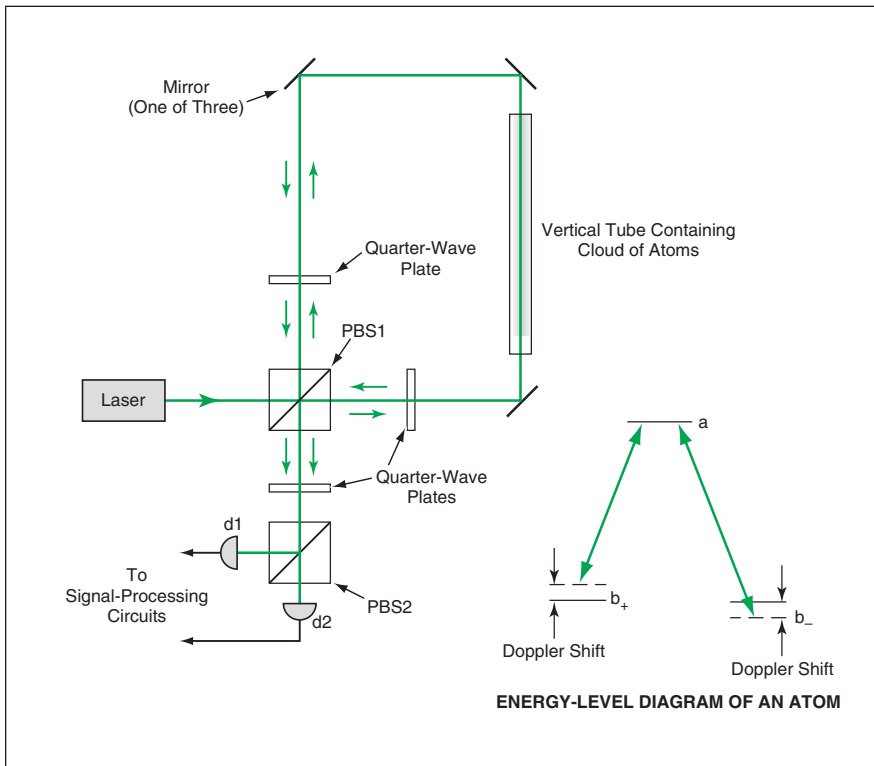 Mirror
(One of Three)
Vertical Tube Containing
Cloud of Atoms
Quarter-Wave
Plate
PBS1
Laser
Quarter-Wave
Plates
d1
To
Signal-Processing
Circuits
PBS2
d2
a
b+
b–
Doppler Shift
Doppler Shift
ENERGY-LEVEL DIAGRAM OF AN ATOM